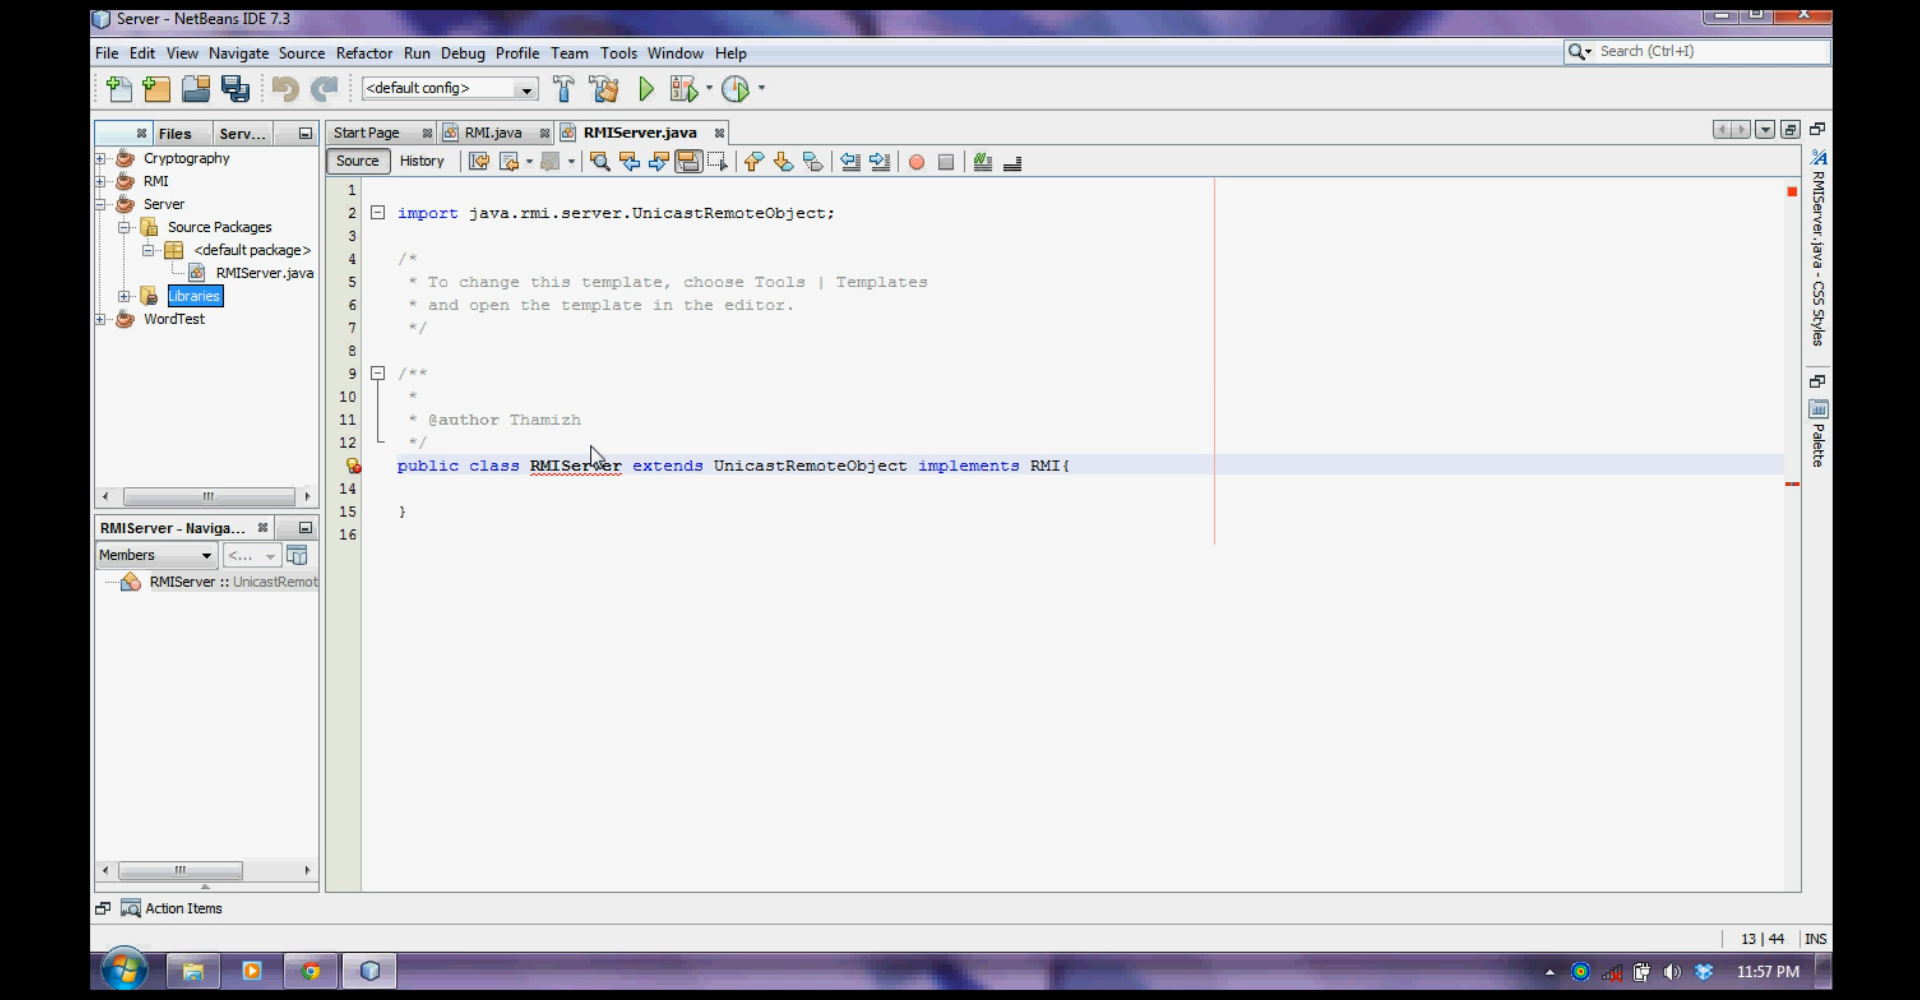 Server - NetBeans IDE 7.3
File Edit View Navigate Source Refactor Run Debug Profile Team Tools Window Help
Search (Ctrl+I)
<default config>
Files Serv...
Start Page RMI.java RMIServer.java
Source History
Cryptography
RMI
Server
Source Packages
<default package>
RMIServer.java
Libraries
WordTest
1
2 import java.rmi.server.UnicastRemoteObject;
3
4 /*
5 * To change this template, choose Tools | Templates
6 * and open the template in the editor.
7 */
8
9 /**
10 *
11 * @author Thamizh
12 */
public class RMIServer extends UnicastRemoteObject implements RMI{
14
15 }
16
RMIServer.java - CSS Styles
Palette
RMIServer - Naviga...
Members <...
RMIServer :: UnicastRemot
Action Items
13 | 44 INS
11:57 PM